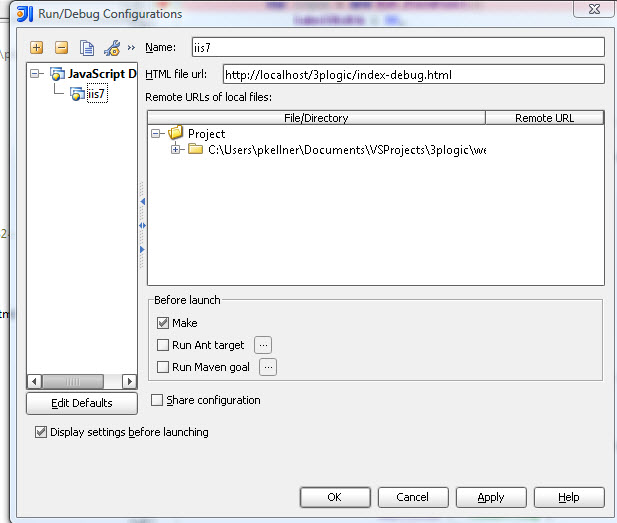 Run/Debug Configurations
JavaScript D
iis7
Edit Defaults
Name: iis7
HTML file url: http://localhost/3plogic/index-debug.html
Remote URLs of local files:
File/Directory Remote URL
Project
C:\Users\pkellner\Documents\VSProjects\3plogic\we
Before launch
Make
Run Ant target ...
Run Maven goal ...
Share configuration
Display settings before launching
OK Cancel Apply Help